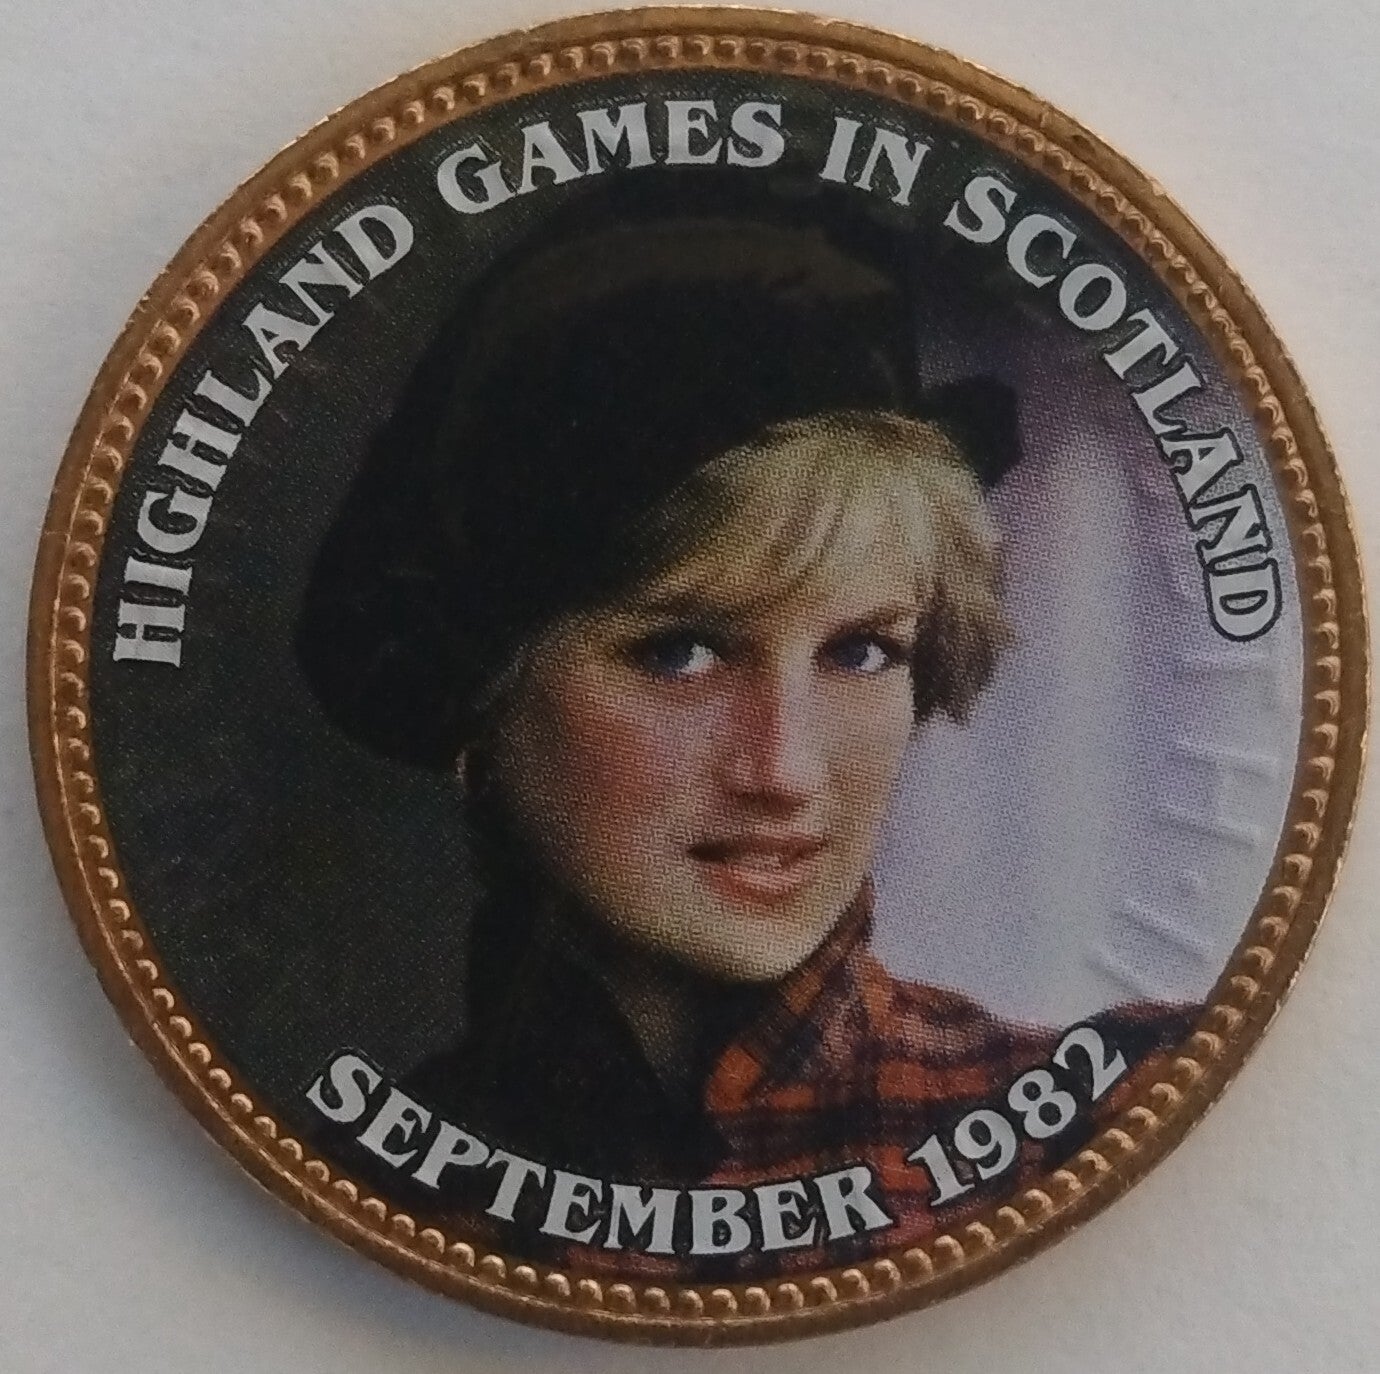 HIGHLAND GAMES IN SCOTLAND
SEPTEMBER 1982